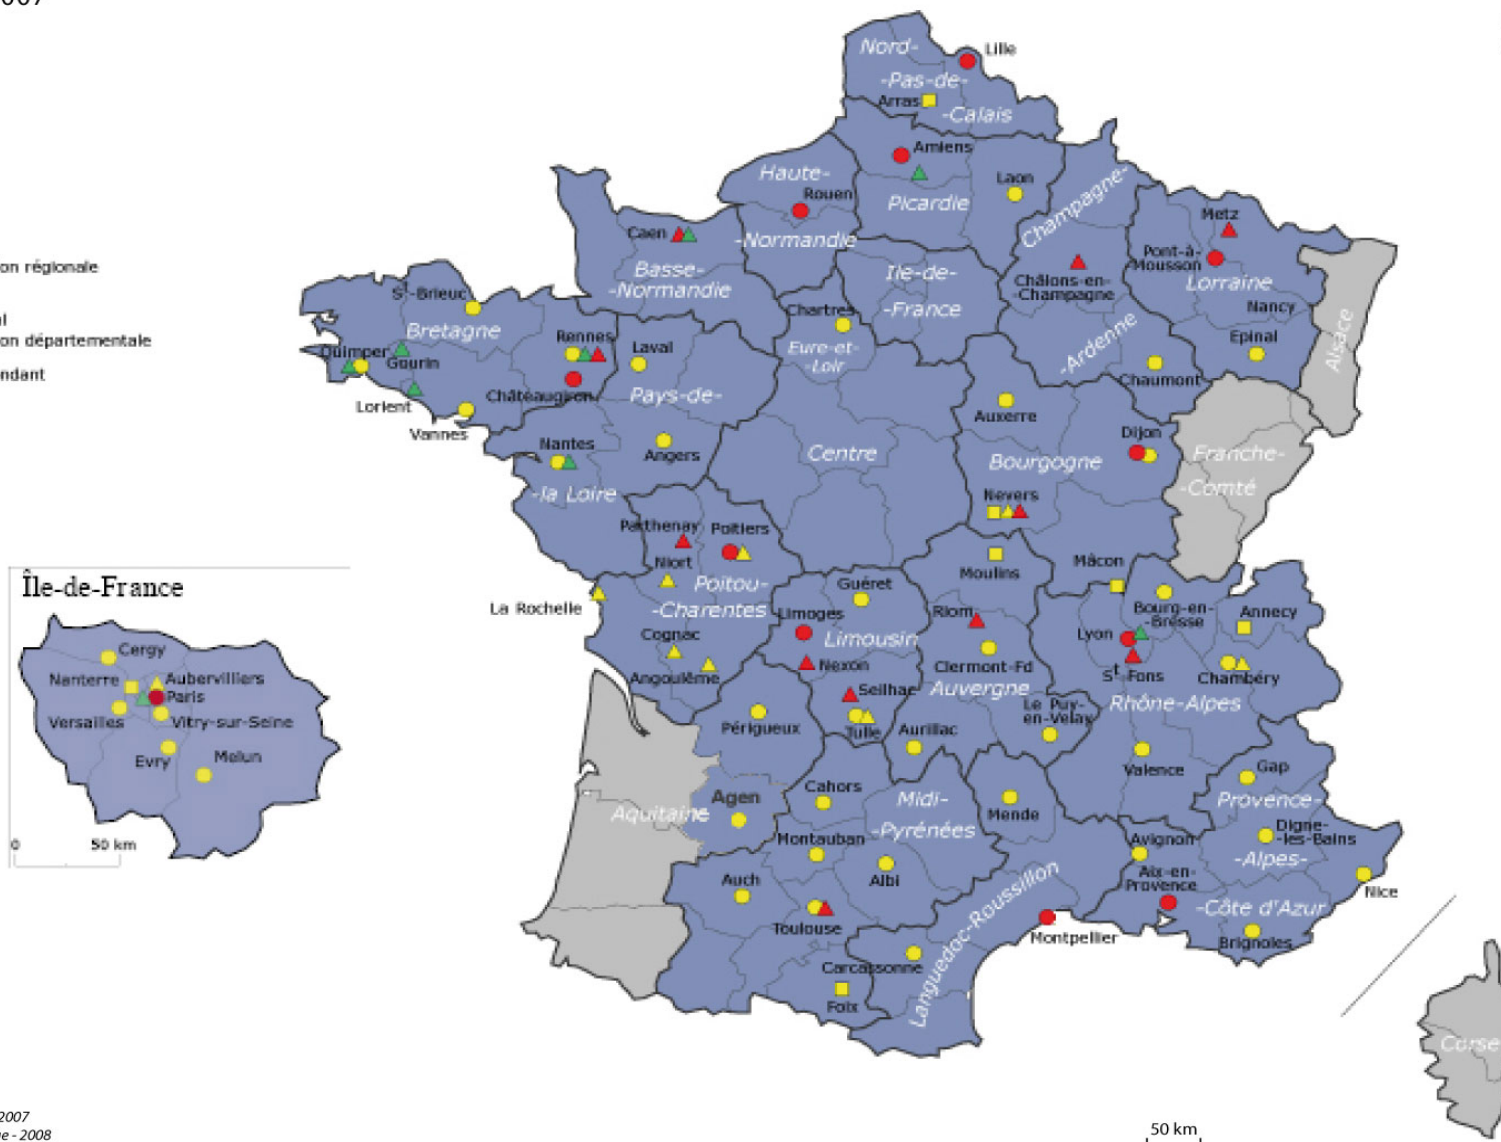 2007
on régionale
l
on départementale
ndant
Nord-
-Pas-de-
-Calais
Lille
Arras
Amiens
Picardie
Laon
Haute-
Rouen
-Normandie
Caen
Basse-
-Normandie
Ile-de-
-France
Champagne-
-Ardenne
Châlons-en-
-Champagne
Chaumont
Metz
Pont-à-
-Mousson
Lorraine
Nancy
Epinal
Alsace
St-Brieuc
Bretagne
Quimper
Gourin
Lorient
Vannes
Rennes
Châteaugiron
Laval
Pays-de-
-la Loire
Nantes
Angers
Chartres
Eure-et-
-Loir
Centre
Auxerre
Dijon
Bourgogne
Nevers
Mâcon
Franche-
-Comté
Parthenay
Poitiers
Niort
Poitou-
-Charentes
La Rochelle
Cognac
Angoulême
Guéret
Limoges
Limousin
Nexon
Seilhac
Tulle
Moulins
Riom
Clermont-Fd
Auvergne
Le Puy-
en-Velay
Aurillac
Bourg-en-
-Bresse
Annecy
Lyon
St-Fons
Chambéry
Rhône-Alpes
Valence
Périgueux
Agen
Aquitaine
Cahors
Midi-
-Pyrénées
Montauban
Albi
Auch
Toulouse
Foix
Mende
Carcassonne
Languedoc-Roussillon
Montpellier
Gap
Provence-
-Alpes-
-Côte d'Azur
Digne-
-les-Bains
Avignon
Aix-en-
Provence
Nice
Brignoles
Corse
Île-de-France
Cergy
Nanterre
Aubervilliers
Paris
Versailles
Vitry-sur-Seine
Evry
Melun
0
50 km
2007
e - 2008
50 km